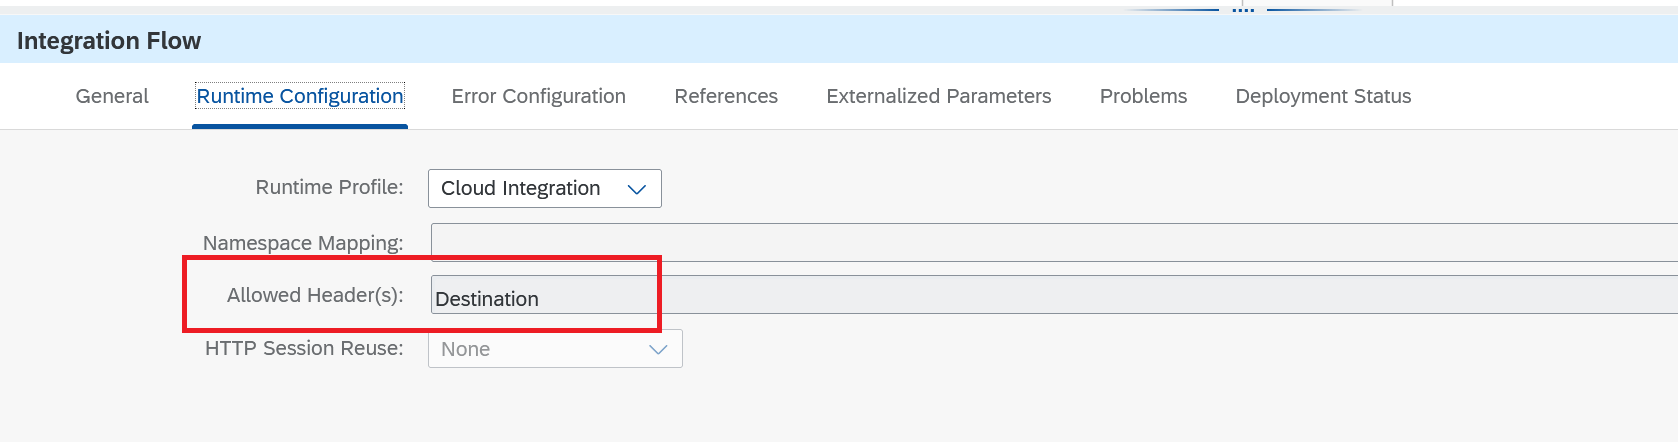 Integration Flow
General Runtime Configuration Error Configuration References Externalized Parameters Problems Deployment Status
Runtime Profile: Cloud Integration
Namespace Mapping:
Allowed Header(s): Destination
HTTP Session Reuse: None